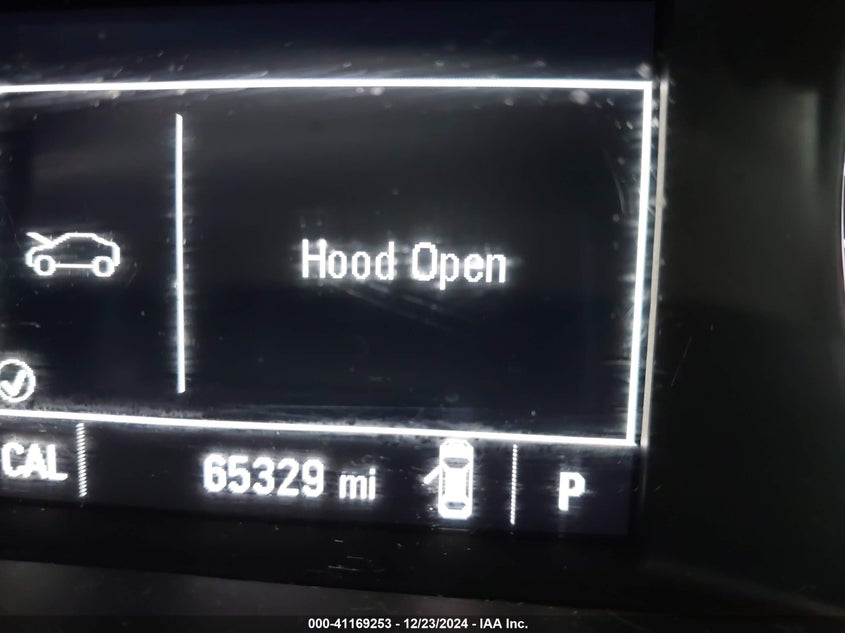 Hood Open
CAL 65329 mi P
000-41169253 - 12/23/2024 - IAA Inc.